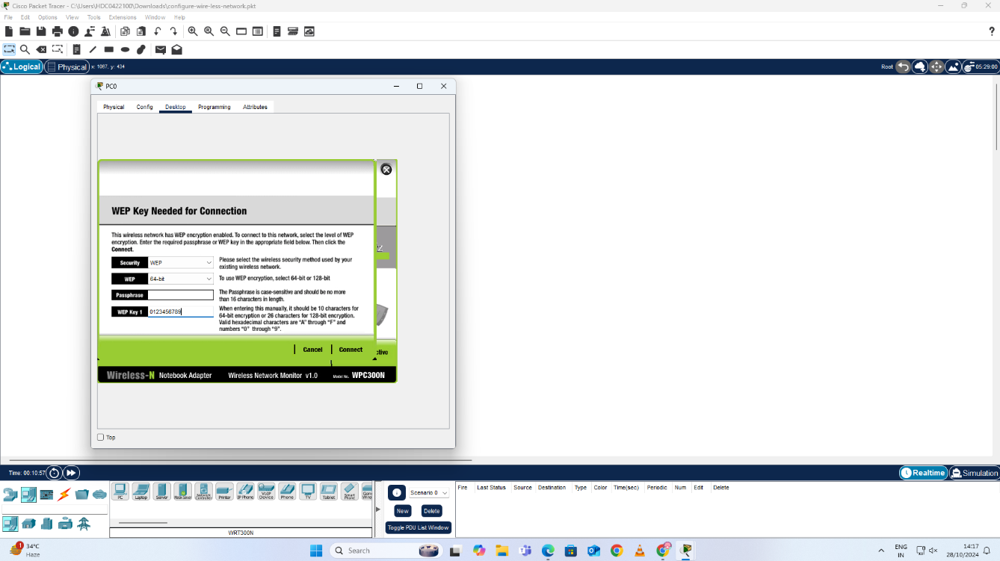 Cisco Packet Tracer - C:\Users\HDC0422100\Downloads\configure-wire-less-network.pkt
File Edit Options View Tools Extensions Window Help
?
Logical Physical x: 1087, y: 434 Root 05:29:00
PC0
Physical Config Desktop Programming Attributes
WEP Key Needed for Connection
This wireless network has WEP encryption enabled. To connect to this network, select the level of WEP
encryption. Enter the required passphrase or WEP key in the appropriate field below. Then click the
Connect.
Security WEP Please select the wireless security method used by your
existing wireless network.
WEP 64-bit To use WEP encryption, select 64-bit or 128-bit
Passphrase The Passphrase is case-sensitive and should be no more
than 16 characters in length.
WEP Key 1 0123456789 When entering this manually, it should be 10 characters for
64-bit encryption or 26 characters for 128-bit encryption.
Valid hexadecimal characters are "A" through "F" and
numbers "0" through "9".
Cancel Connect
Wireless-N Notebook Adapter Wireless Network Monitor v1.0 Model No. WPC300N
Top
Time: 00:10:57 Realtime Simulation
PC Laptop Server Printer IP Phone VoIP Device Phone TV Tablet Smart Phone
WRT300N
Scenario 0
New Delete
Toggle PDU List Window
Fire Last Status Source Destination Type Color Time(sec) Periodic Num Edit Delete
1
34°C
Haze
Search
ENG
IN
14:17
28/10/2024